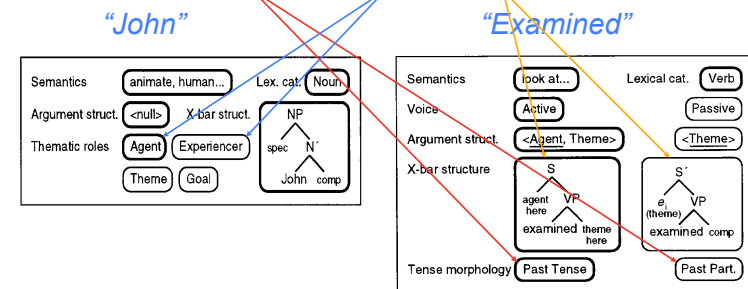 “John”
“Examined”
Semantics animate, human... Lex. cat. Noun
Argument struct. <null> X-bar struct.
NP
spec N´
John comp
Thematic roles Agent Experiencer
Theme Goal
Semantics look at... Lexical cat. Verb
Voice Active Passive
Argument struct. <Agent, Theme> <Theme>
X-bar structure
S
agent here VP
examined theme here
S´
ei (theme) VP
examined comp
Tense morphology Past Tense Past Part.